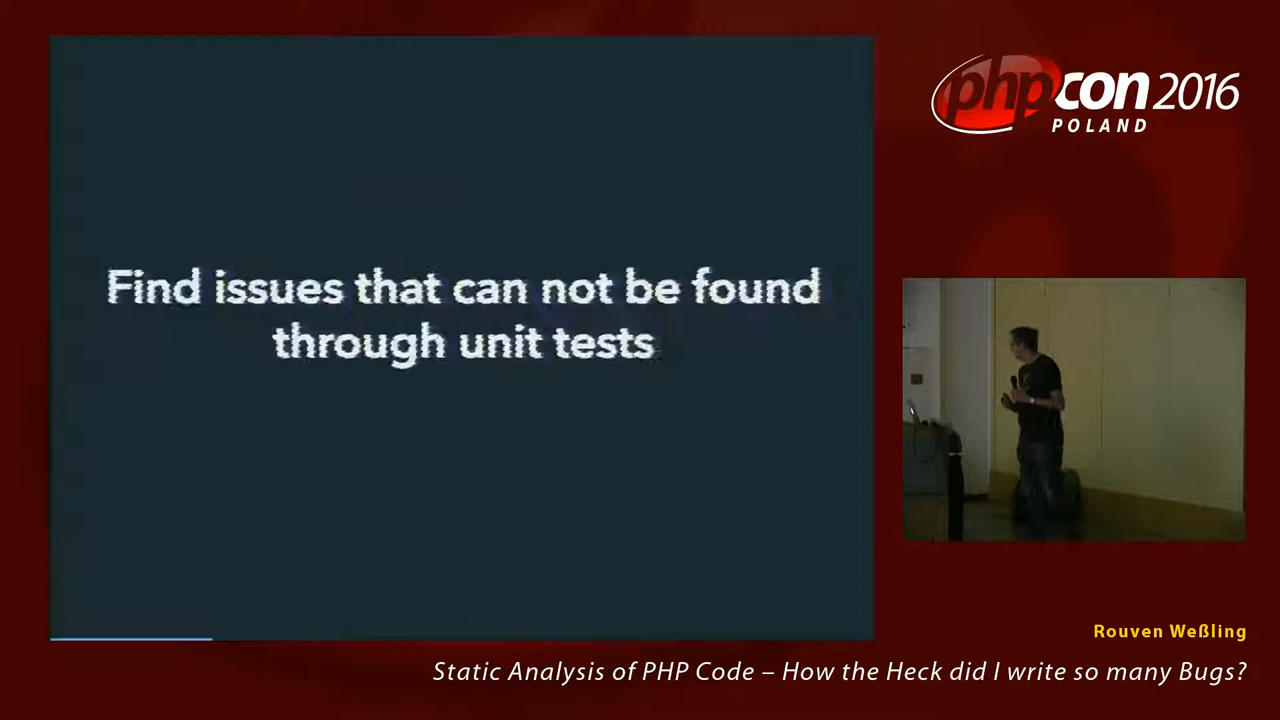 Find issues that can not be found
through unit tests
phpcon 2016
POLAND
Rouven Weßling
Static Analysis of PHP Code – How the Heck did I write so many Bugs?